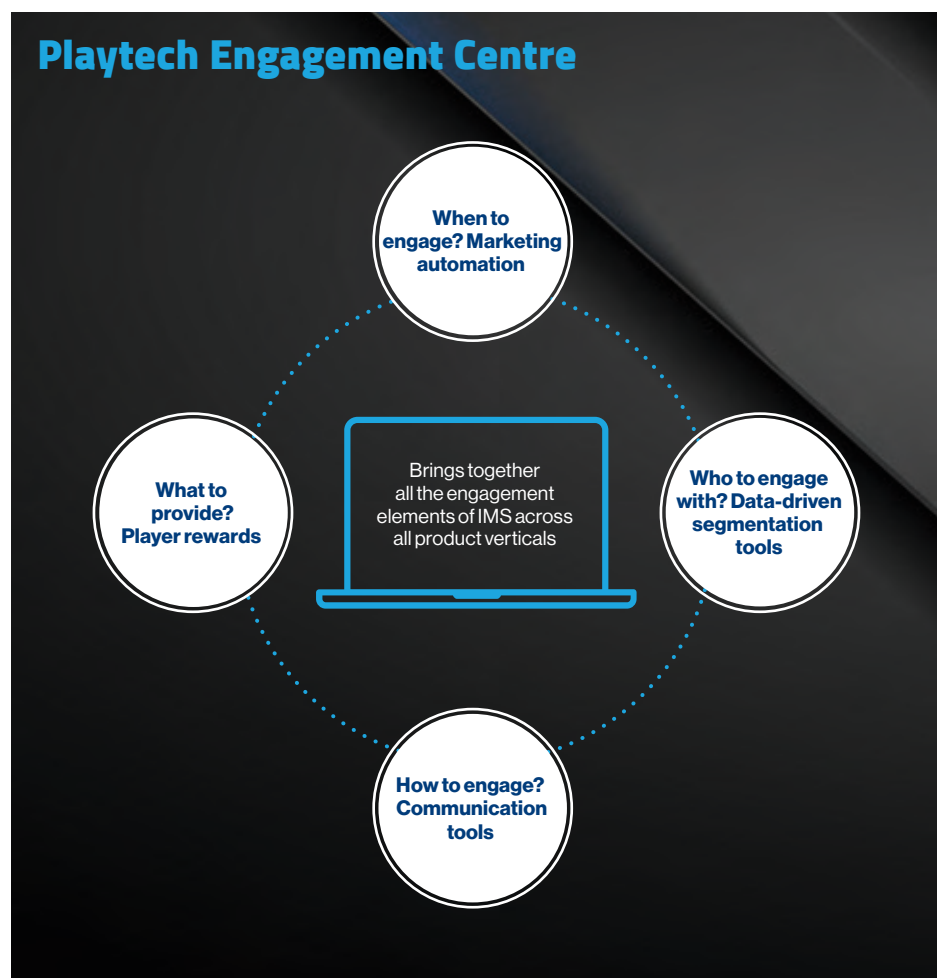 Playtech Engagement Centre
When to
engage? Marketing
automation
What to
provide?
Player rewards
Brings together
all the engagement
elements of IMS across
all product verticals
Who to engage
with? Data-driven
segmentation
tools
How to engage?
Communication
tools